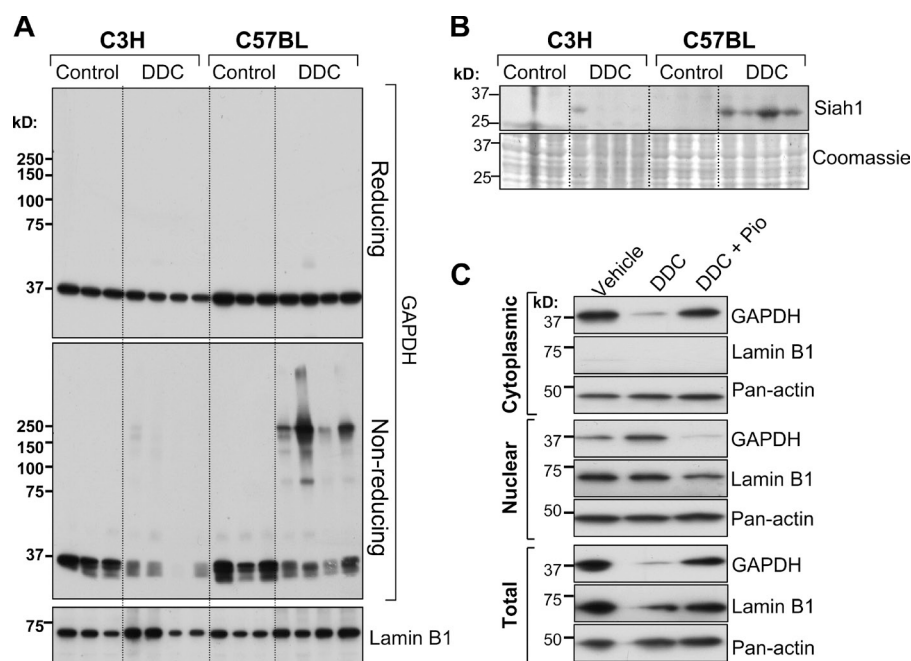 A
C3H C57BL
Control DDC Control DDC
kD:
250
150
100
75
37
Reducing
250
150
100
75
37
Non-reducing
GAPDH
75
Lamin B1
B
C3H C57BL
kD: Control DDC Control DDC
37
25
Siah1
37
25
Coomassie
C
Vehicle DDC DDC + Pio
Cytoplasmic
kD:
37 GAPDH
75 Lamin B1
50 Pan-actin
Nuclear
37 GAPDH
75 Lamin B1
50 Pan-actin
Total
37 GAPDH
75 Lamin B1
50 Pan-actin